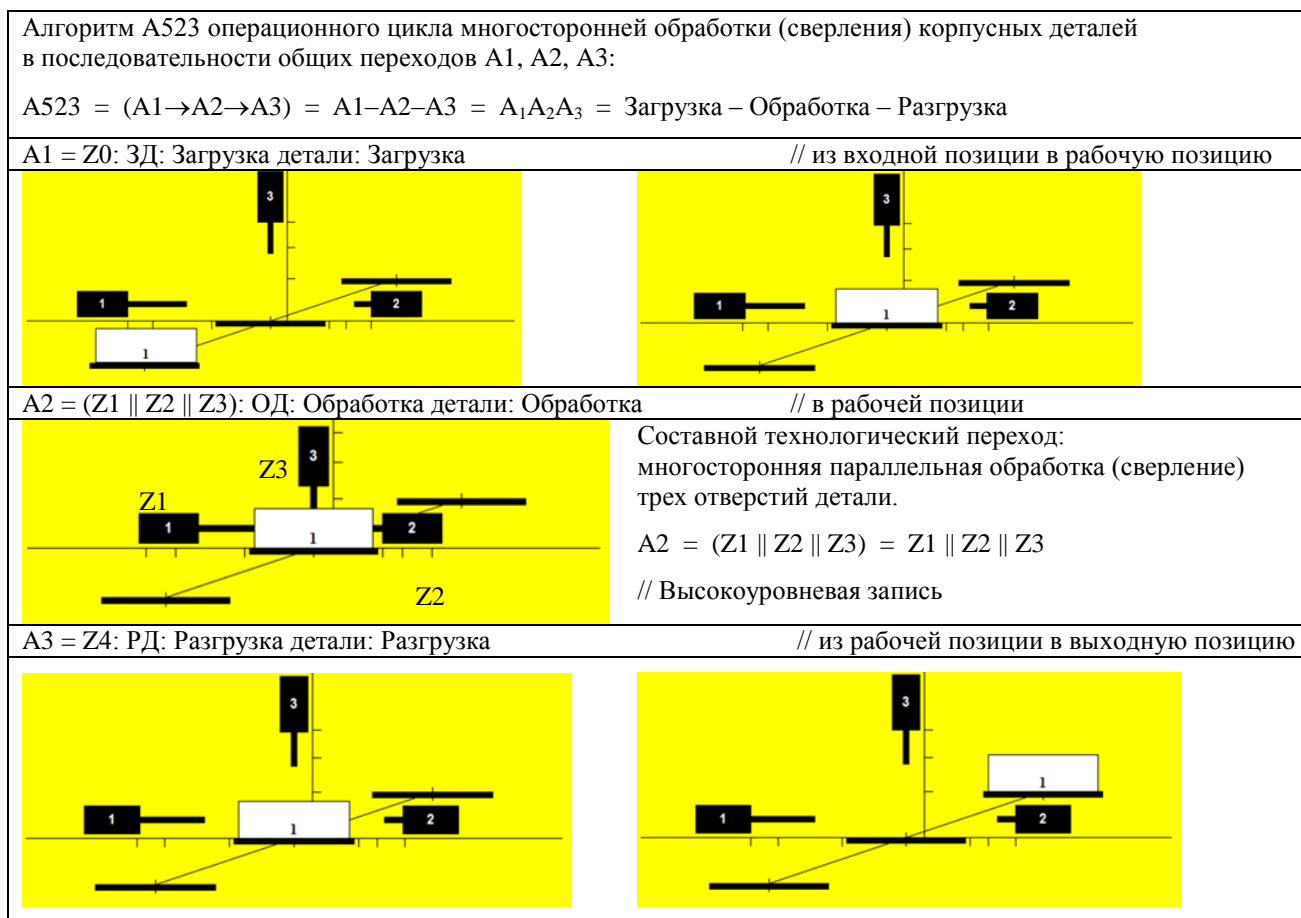 Алгоритм А523 операционного цикла многосторонней обработки (сверления) корпусных деталей
в последовательности общих переходов А1, А2, А3:
А523 = (А1→А2→А3) = А1–А2–А3 = А₁А₂А₃ = Загрузка – Обработка – Разгрузка
А1 = Z0: ЗД: Загрузка детали: Загрузка // из входной позиции в рабочую позицию
3
1
2
1
3
1
2
1
А2 = (Z1 || Z2 || Z3): ОД: Обработка детали: Обработка // в рабочей позиции
Z3
3
Z1
1
2
1
Z2
Составной технологический переход:
многосторонняя параллельная обработка (сверление)
трех отверстий детали.
А2 = (Z1 || Z2 || Z3) = Z1 || Z2 || Z3
// Высокоуровневая запись
А3 = Z4: РД: Разгрузка детали: Разгрузка // из рабочей позиции в выходную позицию
3
1
2
1
3
1
1
2